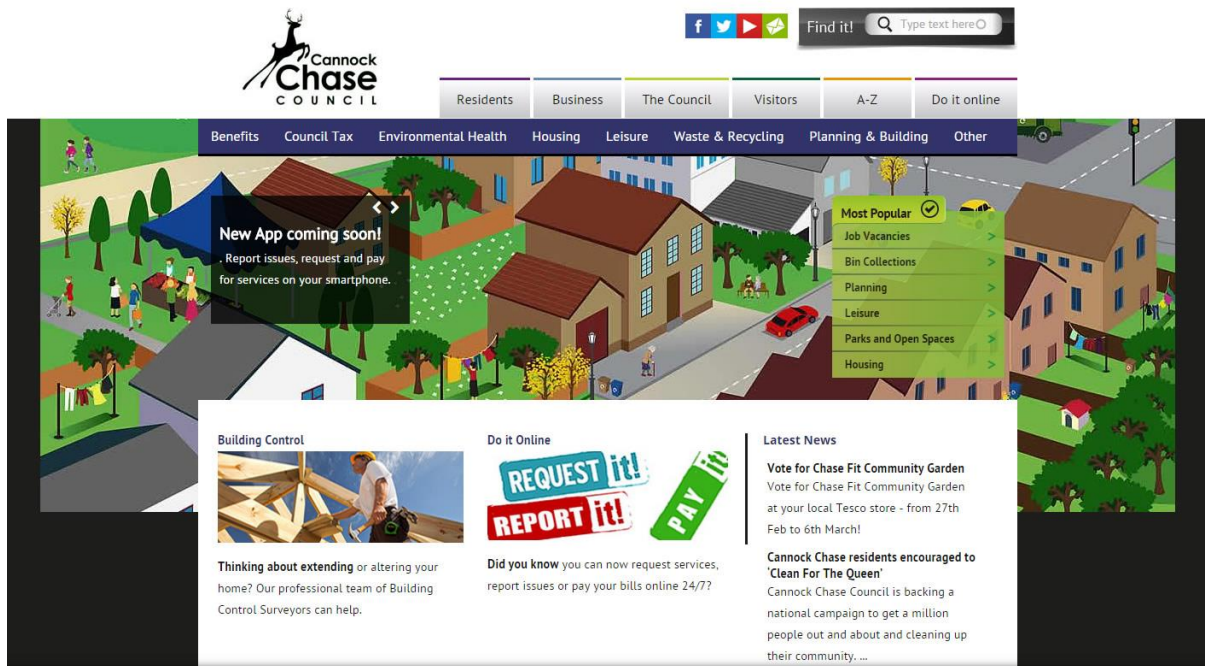 Cannock
Chase
COUNCIL
f
Find it!
Type text here
Residents
Business
The Council
Visitors
A-Z
Do it online
Benefits
Council Tax
Environmental Health
Housing
Leisure
Waste & Recycling
Planning & Building
Other
New App coming soon!
. Report issues, request and pay
for services on your smartphone.
Most Popular
Job Vacancies >
Bin Collections >
Planning >
Leisure >
Parks and Open Spaces >
Housing >
Building Control
Thinking about extending or altering your
home? Our professional team of Building
Control Surveyors can help.
Do it Online
REQUEST it!
REPORT it!
PAY it!
Did you know you can now request services,
report issues or pay your bills online 24/7?
Latest News
Vote for Chase Fit Community Garden
Vote for Chase Fit Community Garden
at your local Tesco store - from 27th
Feb to 6th March!
Cannock Chase residents encouraged to
‘Clean For The Queen’
Cannock Chase Council is backing a
national campaign to get a million
people out and about and cleaning up
their community. ...